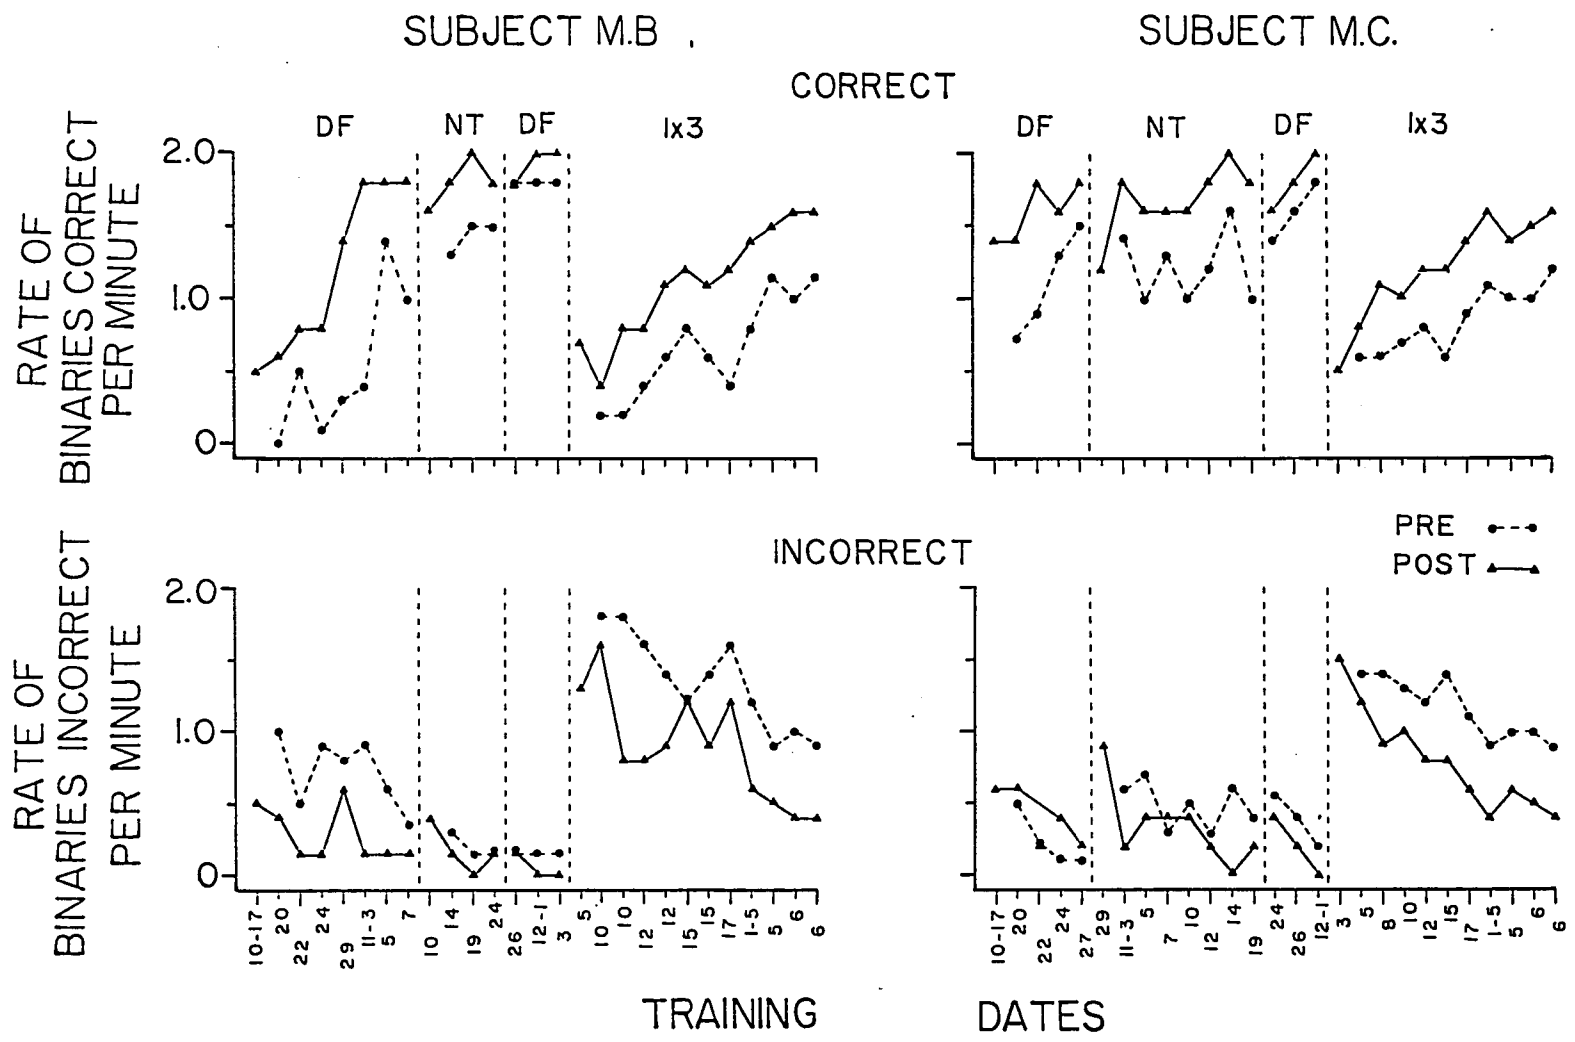 SUBJECT M.B SUBJECT M.C.
CORRECT
DF NT DF 1x3 DF NT DF 1x3
RATE OF
BINARIES CORRECT
PER MINUTE
2.0
1.0
0
PRE
POST
INCORRECT
RATE OF
BINARIES INCORRECT
PER MINUTE
2.0
1.0
0
10-17 20 22 24 29 11-3 5 7 10 14 19 24 26 12-1 3 5 10 10 12 12 15 15 17 1-5 5 6 6
10-17 20 22 24 27 29 11-3 5 7 10 12 14 19 24 26 12-1 3 5 8 10 12 15 17 1-5 5 6 6
TRAINING DATES